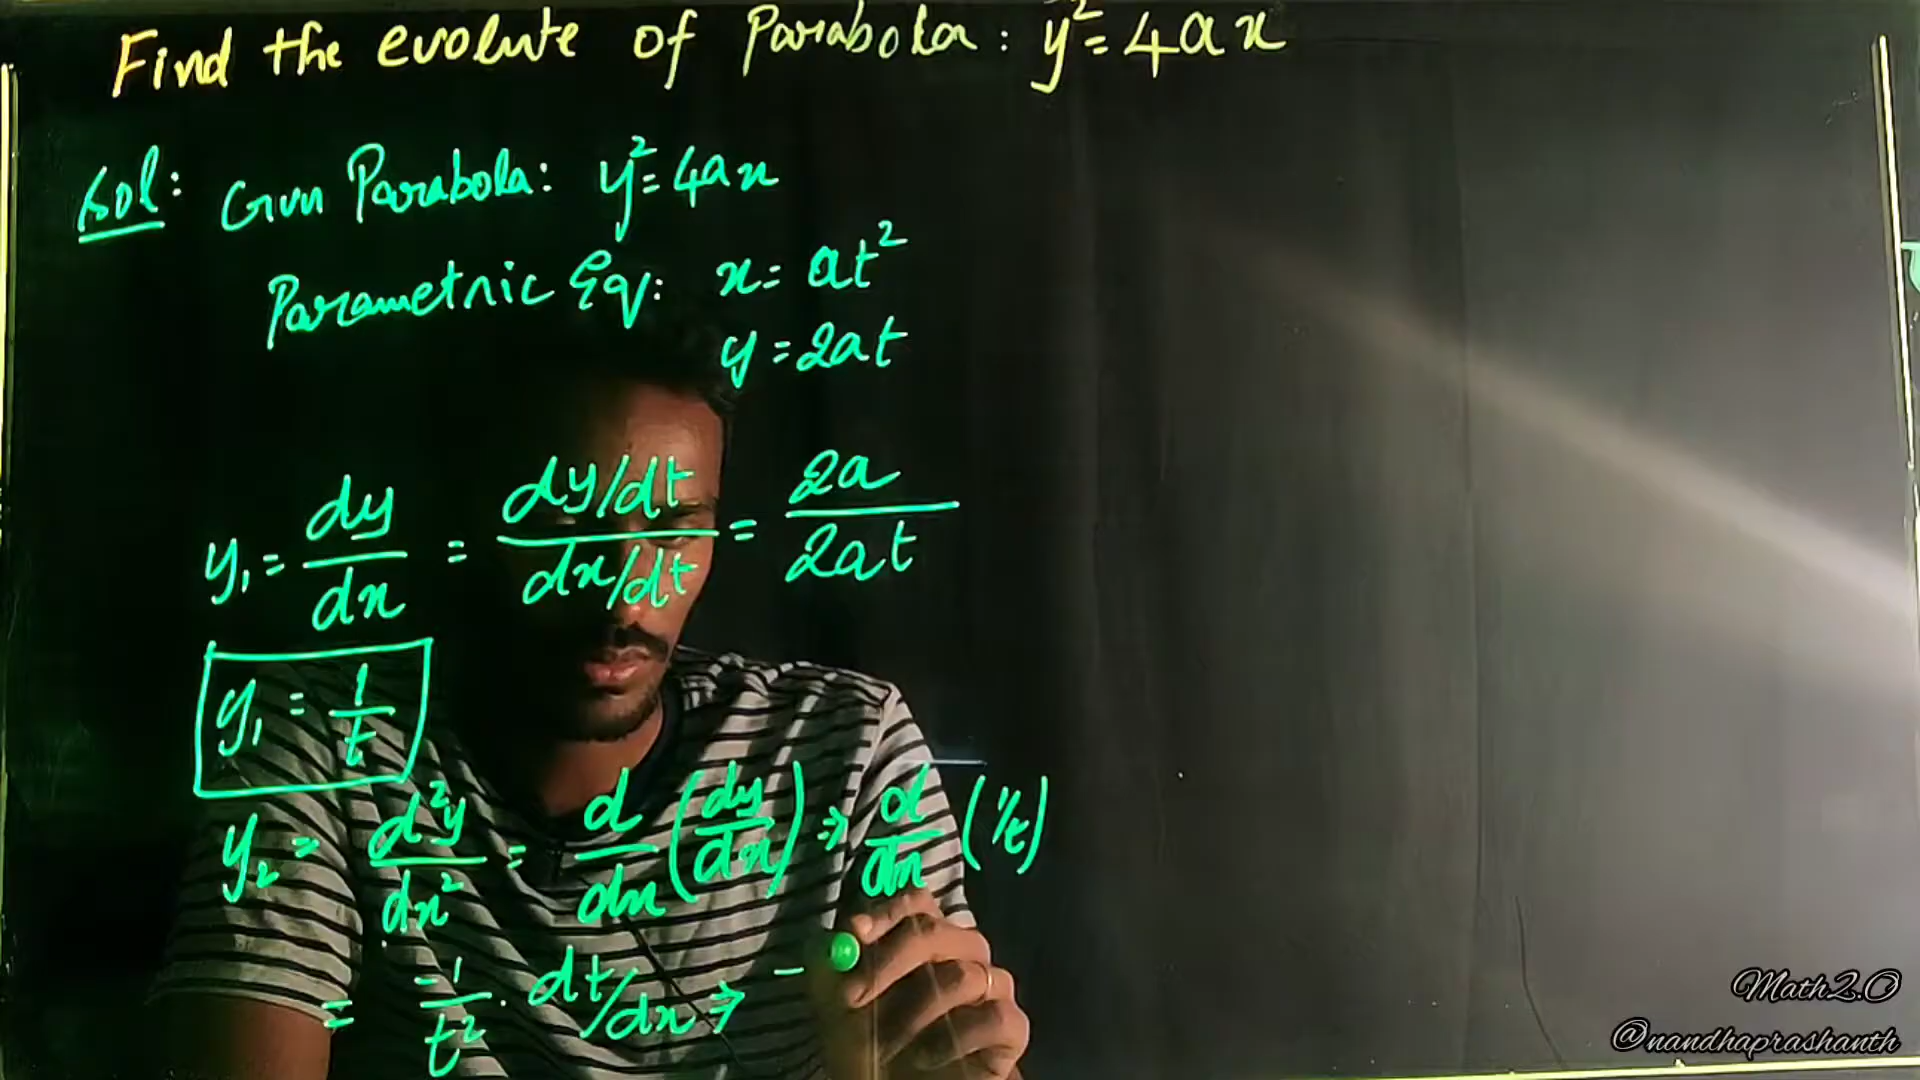 Find the evolute of Parabola: y²=4ax
Sol: Givn Parabola: y²=4ax
Parametric Eq: x=at²
y=2at
y₁ = dy/dx = (dy/dt)/(dx/dt) = 2a/2at
y₁ = 1/t
y₂ = d²y/dx² = d/dx (dy/dx) ⇒ d/dx (1/t)
= -1/t² · dt/dx ⇒ -
Math2.0
@nandhaprashanth